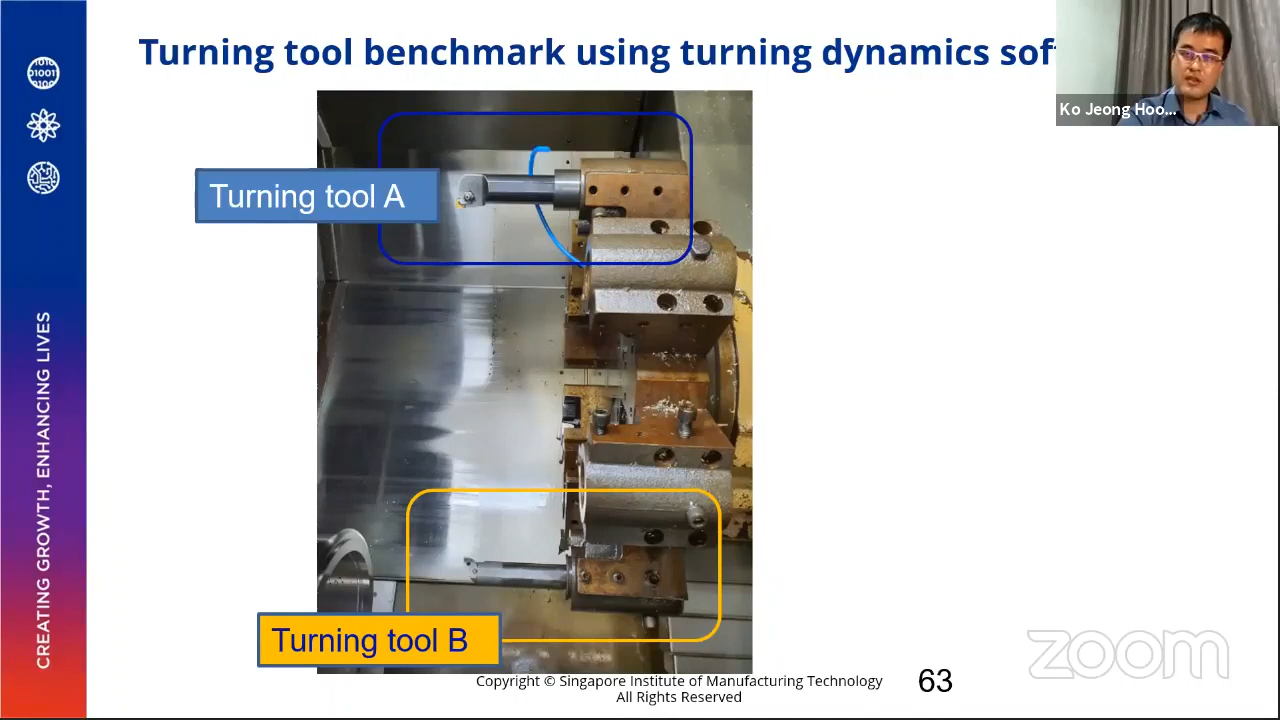 Turning tool benchmark using turning dynamics sof
Ko Jeong Hoo...
Turning tool A
Turning tool B
CREATING GROWTH, ENHANCING LIVES
Copyright © Singapore Institute of Manufacturing Technology
All Rights Reserved
63
zoom